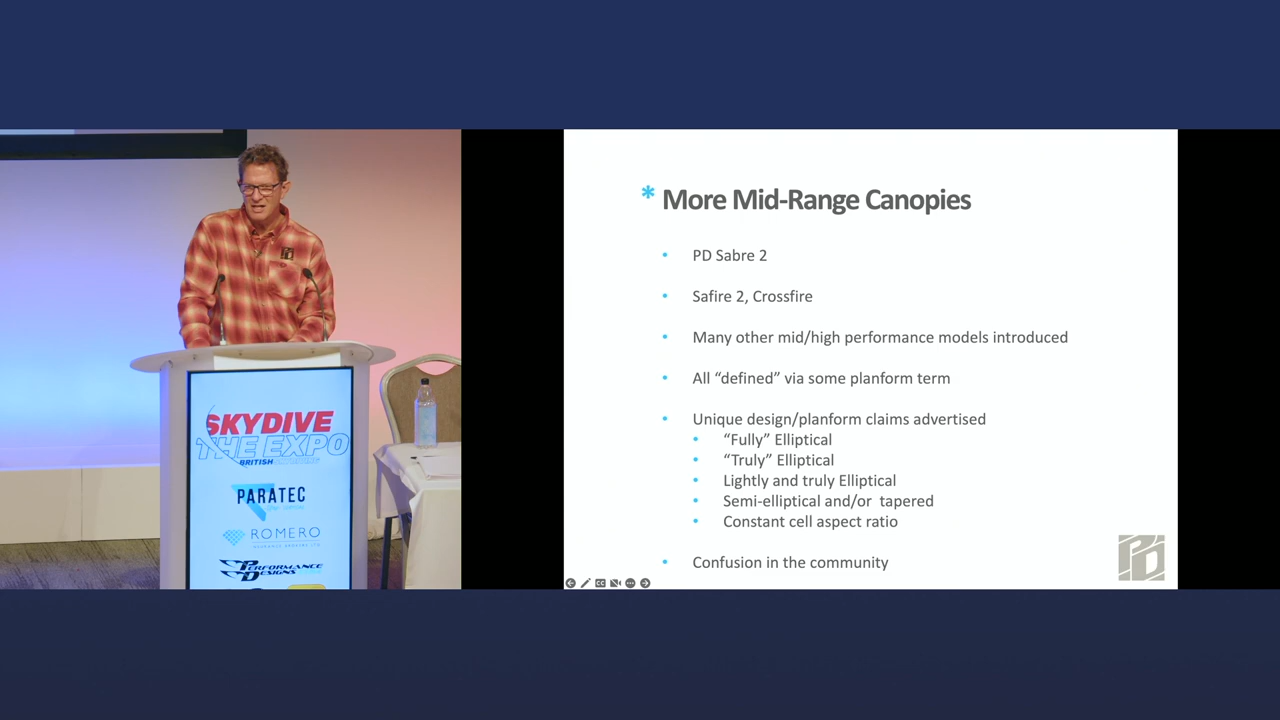 SKYDIVE
THE EXPO
BRITISH
PARATEC
ROMERO
PERFORMANCE
DESIGNS
* More Mid-Range Canopies
• PD Sabre 2
• Safire 2, Crossfire
• Many other mid/high performance models introduced
• All “defined” via some planform term
• Unique design/planform claims advertised
• “Fully” Elliptical
• “Truly” Elliptical
• Lightly and truly Elliptical
• Semi-elliptical and/or tapered
• Constant cell aspect ratio
• Confusion in the community
PD